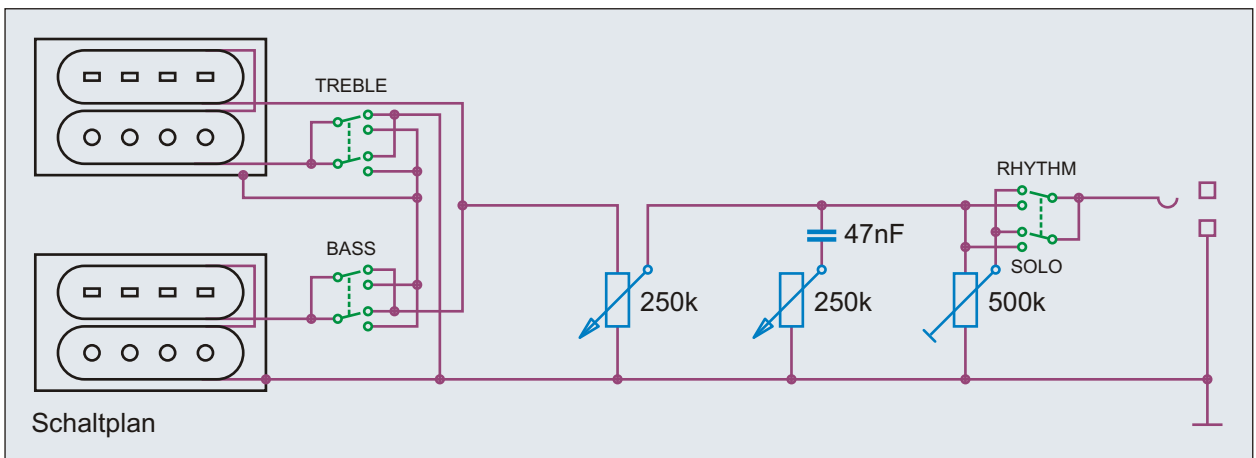 TREBLE
RHYTHM
47nF
BASS
SOLO
250k
250k
500k
Schaltplan